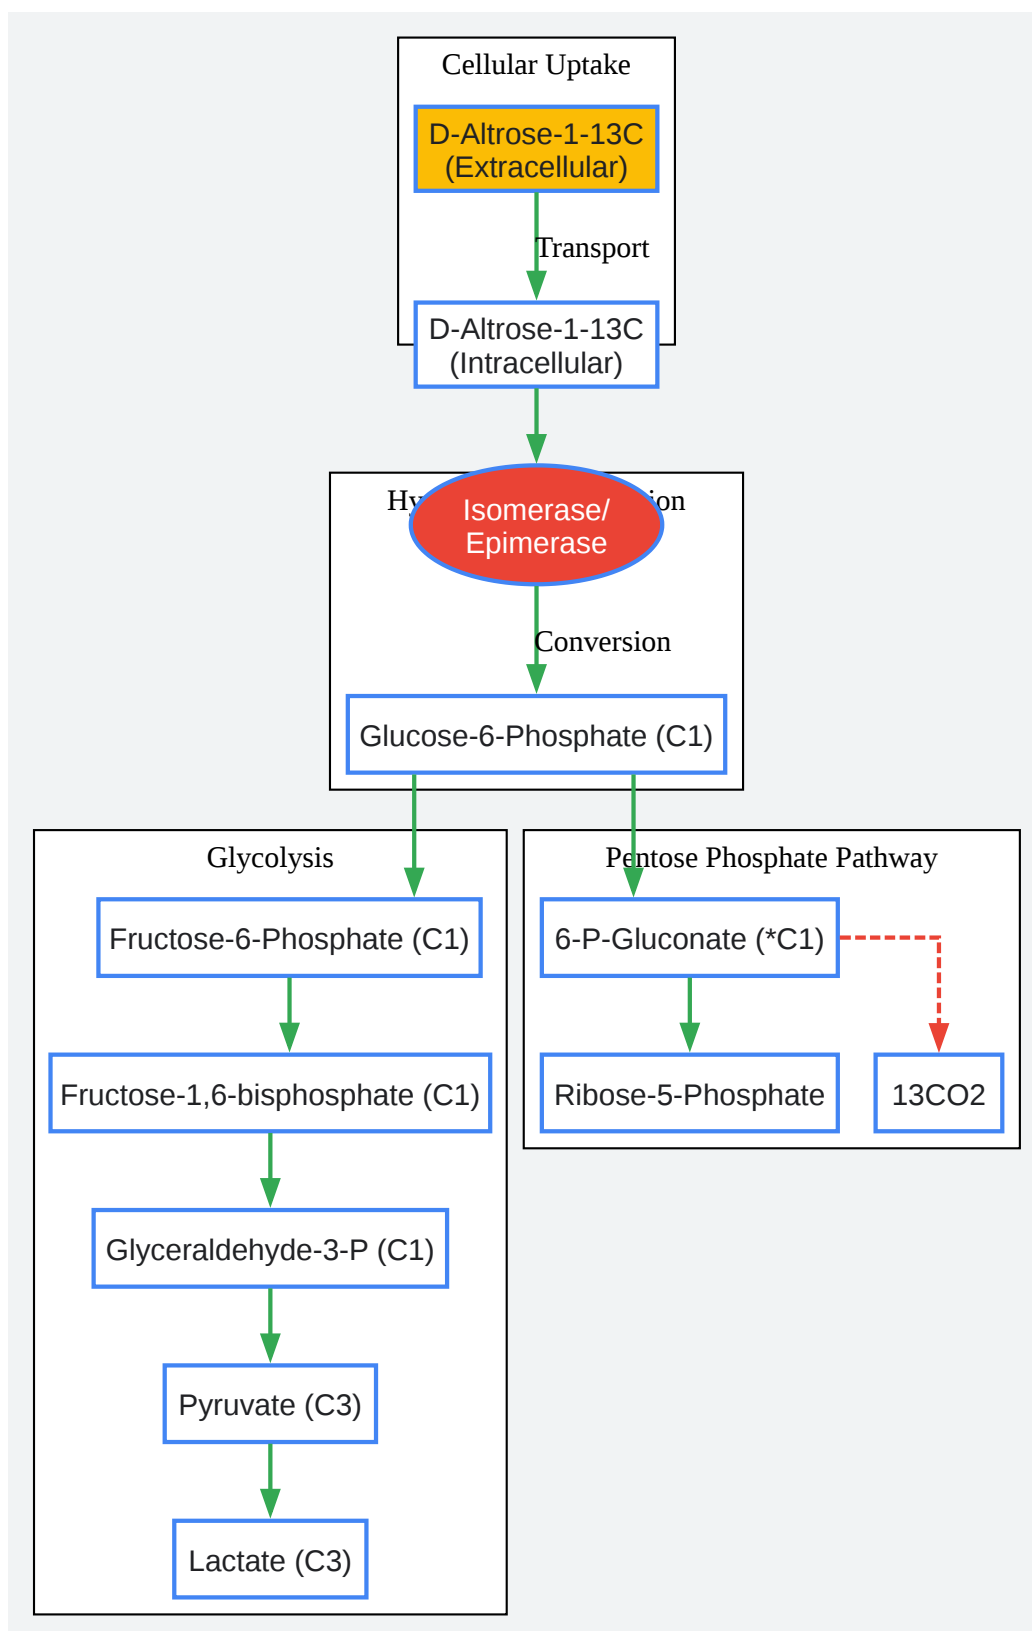 Cellular Uptake
D-Altrose-1-13C
(Extracellular)
Transport
D-Altrose-1-13C
(Intracellular)
Isomerase/
Epimerase
Conversion
Glucose-6-Phosphate (C1)
Glycolysis
Fructose-6-Phosphate (C1)
Fructose-1,6-bisphosphate (C1)
Glyceraldehyde-3-P (C1)
Pyruvate (C3)
Lactate (C3)
Pentose Phosphate Pathway
6-P-Gluconate (*C1)
Ribose-5-Phosphate
13CO2